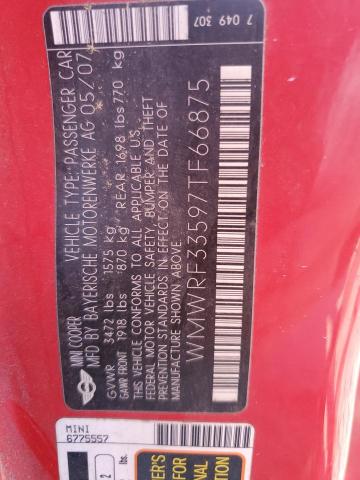 7 049 307
VEHICLE TYPE: PASSENGER CAR
MINI COOPER
MFD BY BAYERISCHE MOTORENWERKE AG 05/07
GVWR 3472 lbs 1575 kg
GAWR FRONT 1918 lbs 870 kg REAR 1698 lbs 770 kg
THIS VEHICLE CONFORMS TO ALL APPLICABLE U.S.
FEDERAL MOTOR VEHICLE SAFETY, BUMPER AND THEFT
PREVENTION STANDARDS IN EFFECT ON THE
DATE OF MANUFACTURE SHOWN ABOVE.
WMWRF33597TF66875
MINI
6775557
2
lbs.
FOR